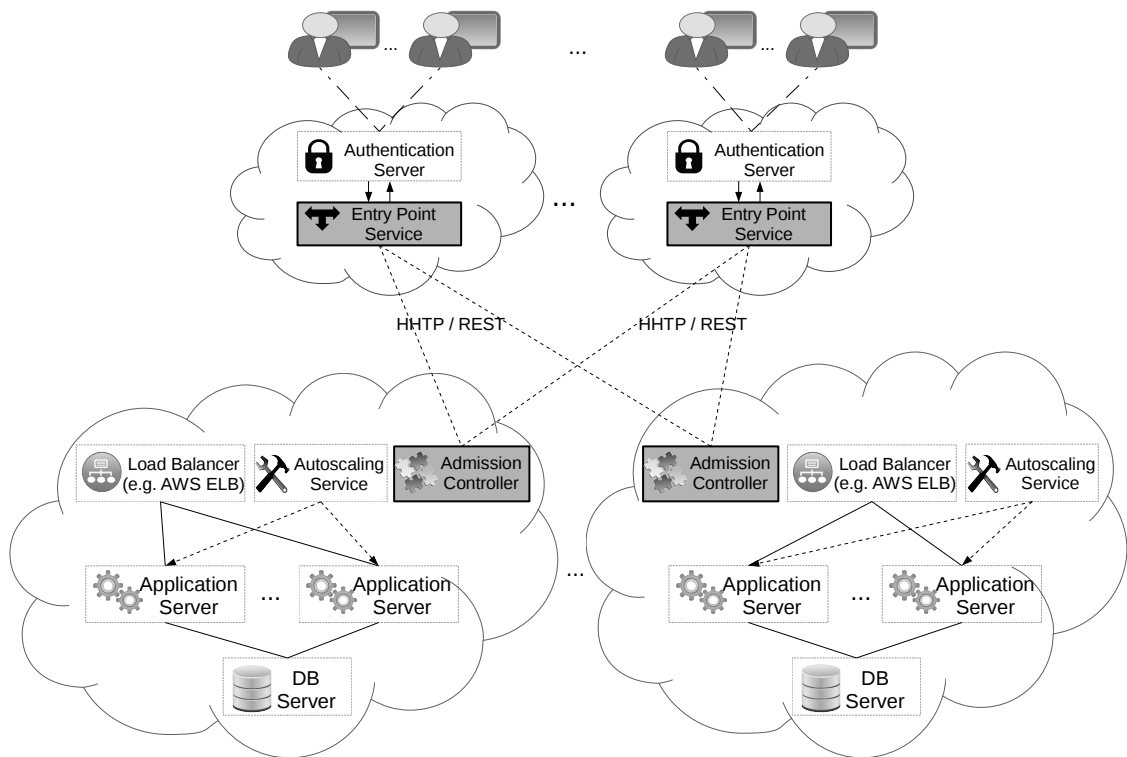 ...
...
...
Authentication
Server
Authentication
Server
...
Entry Point
Service
Entry Point
Service
HHTP / REST
HHTP / REST
Load Balancer
(e.g. AWS ELB)
Autoscaling
Service
Admission
Controller
Admission
Controller
Load Balancer
(e.g. AWS ELB)
Autoscaling
Service
Application
Server
...
Application
Server
...
Application
Server
...
Application
Server
DB
Server
DB
Server